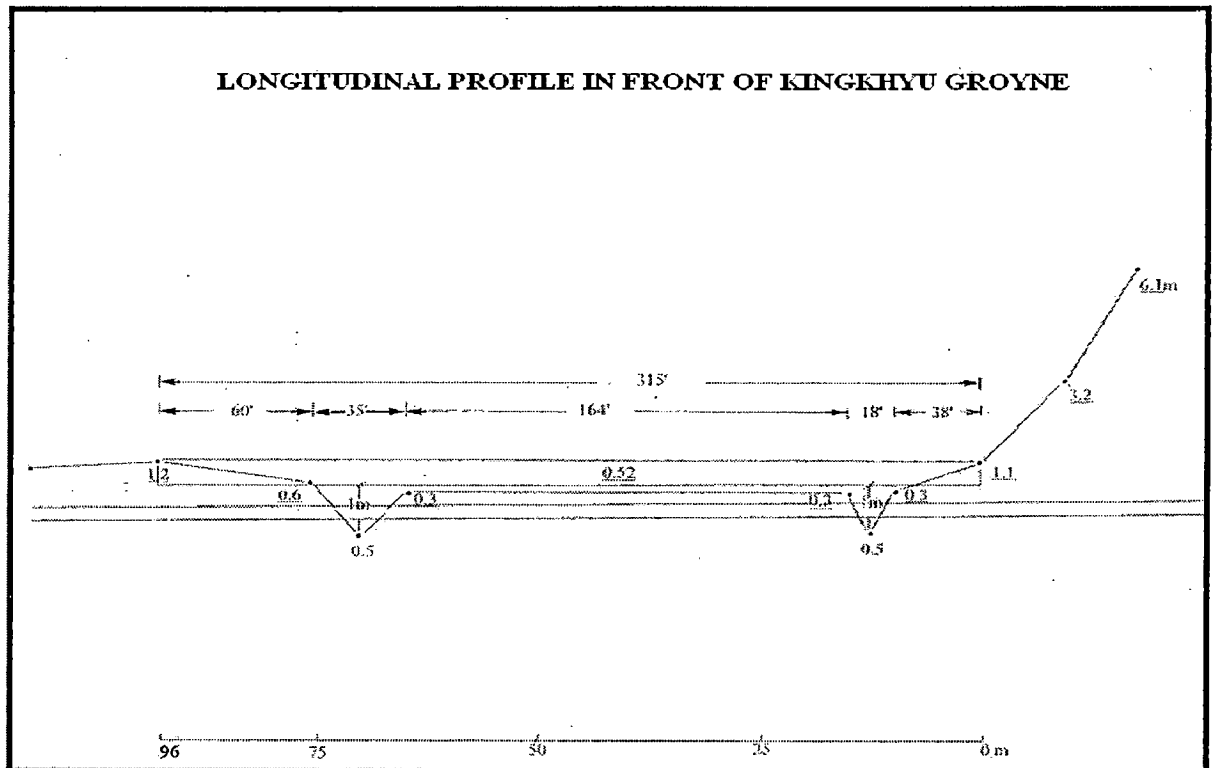 LONGITUDINAL PROFILE IN FRONT OF KINGKHYU GROYNE
6.1m
315'
3.2
60' 35' 164' 18' 38'
1.2 0.52 1.1
0.6 0.3 0.3 0.3
1m
0.5 0.5
96 75 50 0 m